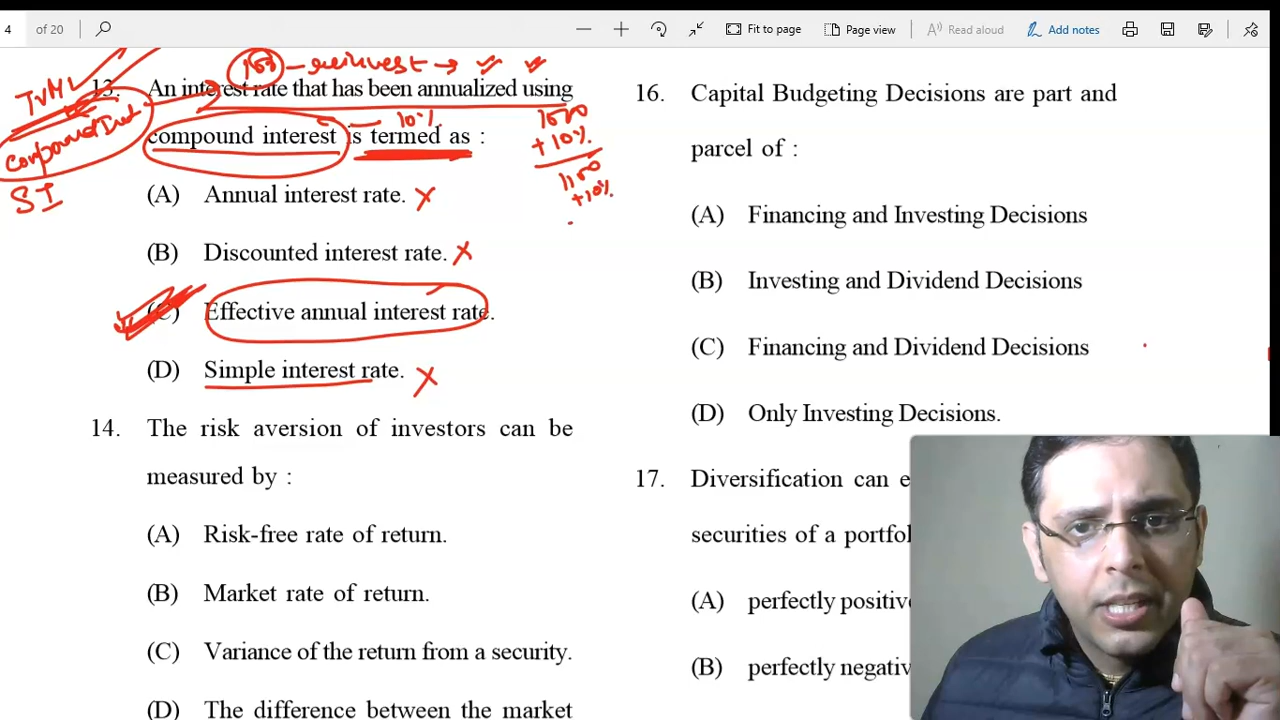 4 of 20
Fit to page
Page view
Read aloud
Add notes
TVML
100 - reinvest →
13. An interest rate that has been annualized using
compound interest is termed as :
10%
1000
+ 10%
1100
+10%
SI
(A) Annual interest rate. x
(B) Discounted interest rate. x
(C) Effective annual interest rate.
(D) Simple interest rate. x
14. The risk aversion of investors can be
measured by :
(A) Risk-free rate of return.
(B) Market rate of return.
(C) Variance of the return from a security.
(D) The difference between the market
16. Capital Budgeting Decisions are part and
parcel of :
(A) Financing and Investing Decisions
(B) Investing and Dividend Decisions
(C) Financing and Dividend Decisions
(D) Only Investing Decisions.
17. Diversification can e
securities of a portfol
(A) perfectly positive
(B) perfectly negativ